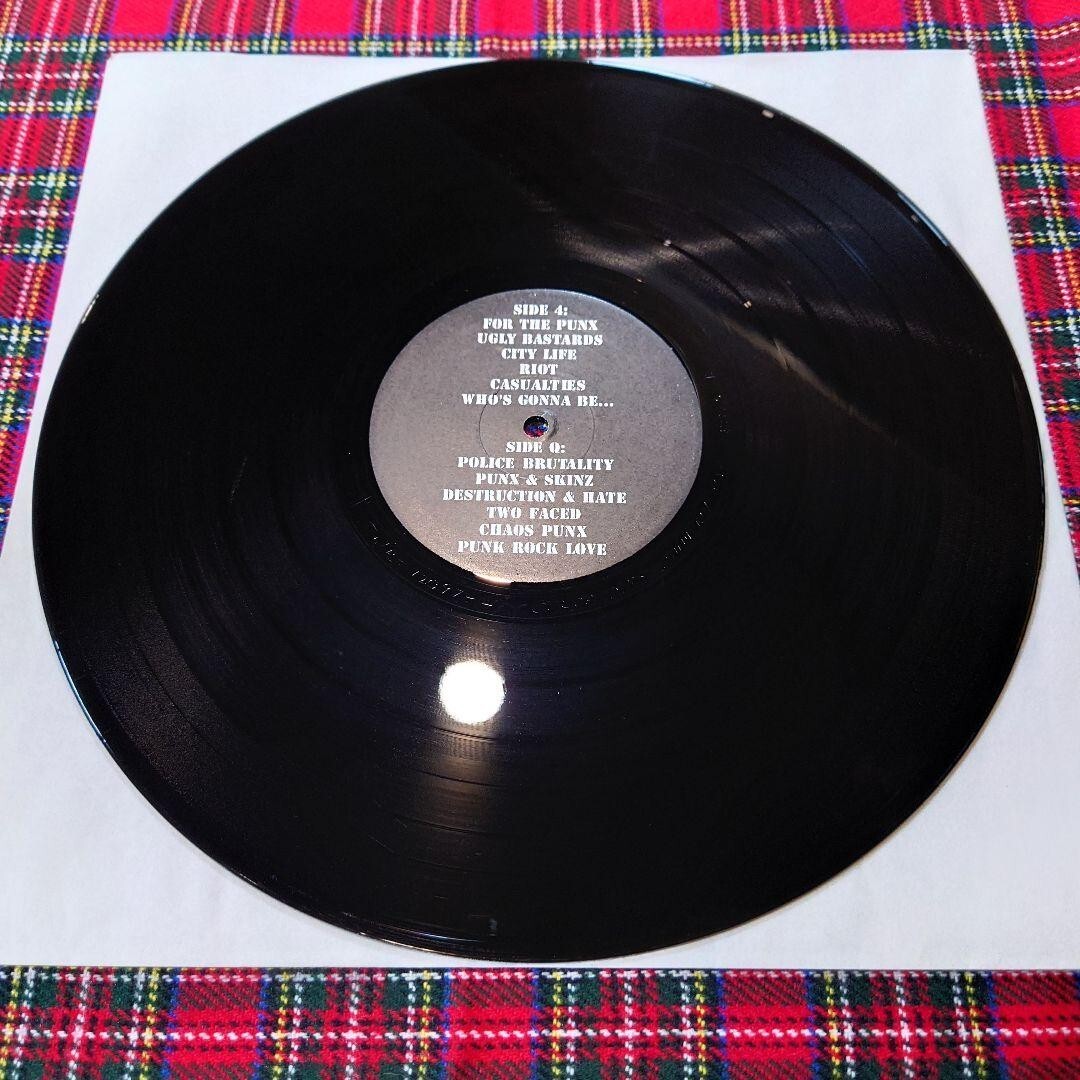 SIDE 4:
FOR THE PUNX
UGLY BASTARDS
CITY LIFE
RIOT
CASUALTIES
WHO'S GONNA BE...
SIDE Q:
POLICE BRUTALITY
PUNX & SKINZ
DESTRUCTION & HATE
TWO FACED
CHAOS PUNX
PUNK ROCK LOVE